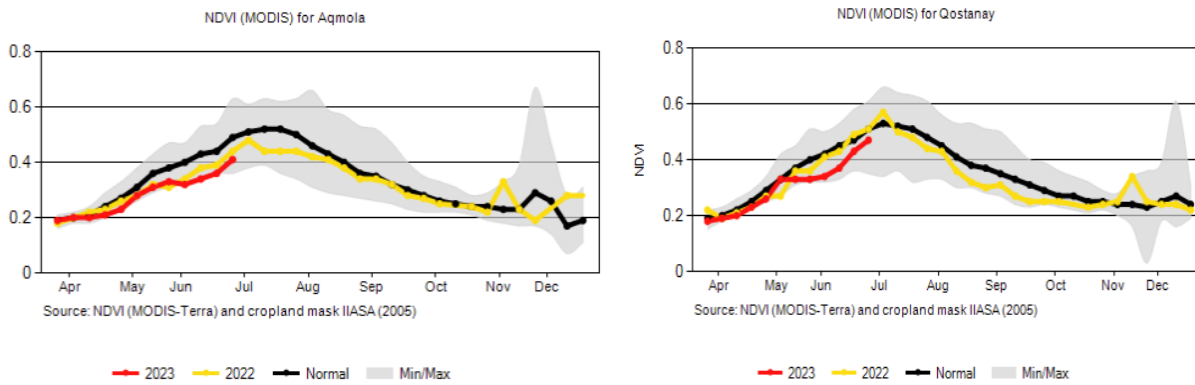 NDVI (MODIS) for Aqmola
0.8
0.6
0.4
0.2
0
Apr May Jun Jul Aug Sep Oct Nov Dec
Source: NDVI (MODIS-Terra) and cropland mask IIASA (2005)
2023 2022 Normal Min/Max
NDVI (MODIS) for Qostanay
NDVI
0.8
0.6
0.4
0.2
0
Apr May Jun Jul Aug Sep Oct Nov Dec
Source: NDVI (MODIS-Terra) and cropland mask IIASA (2005)
2023 2022 Normal Min/Max